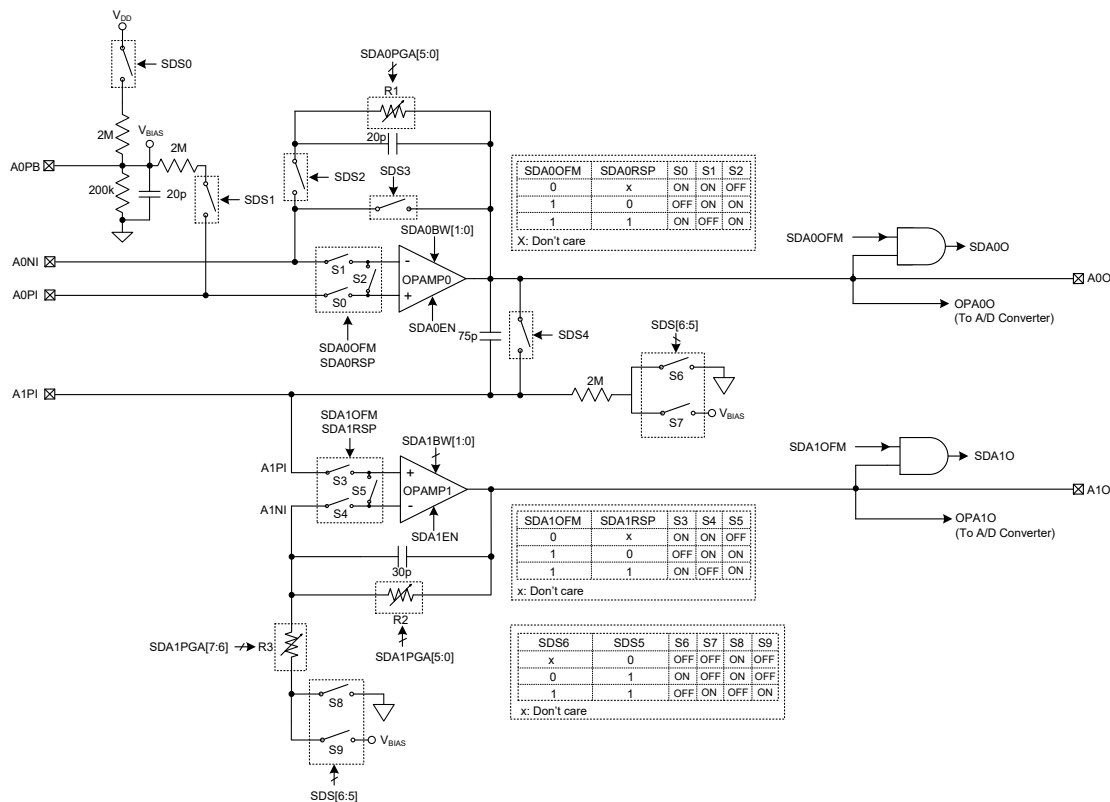 VDD
SDS0
SDA0PGA[5:0]
R1
2M
VBIAS
2M
20p
A0PB
200k
20p
SDS1
SDS2
SDS3
SDA0OFM SDA0RSP S0 S1 S2
0 x ON ON OFF
1 0 OFF ON ON
1 1 ON OFF ON
X: Don't care
SDA0BW[1:0]
A0NI
S1
S2
-
OPAMP0
A0PI
S0
+
SDA0EN
SDA0OFM
SDA0RSP
SDA0OFM
SDA0O
A0O
OPA0O
(To A/D Converter)
75p
SDS4
SDS[6:5]
S6
2M
S7
VBIAS
A1PI
SDA1OFM
SDA1RSP
SDA1BW[1:0]
A1PI
S3
S5
+
OPAMP1
A1NI
S4
-
SDA1EN
SDA1OFM
SDA1O
A1O
OPA1O
(To A/D Converter)
30p
R2
SDA1PGA[5:0]
SDA1OFM SDA1RSP S3 S4 S5
0 x ON ON OFF
1 0 OFF ON ON
1 1 ON OFF ON
x: Don't care
SDA1PGA[7:6]
R3
SDS6 SDS5 S6 S7 S8 S9
x 0 OFF OFF ON OFF
0 1 ON OFF ON OFF
1 1 OFF ON OFF ON
x: Don't care
S8
S9
VBIAS
SDS[6:5]